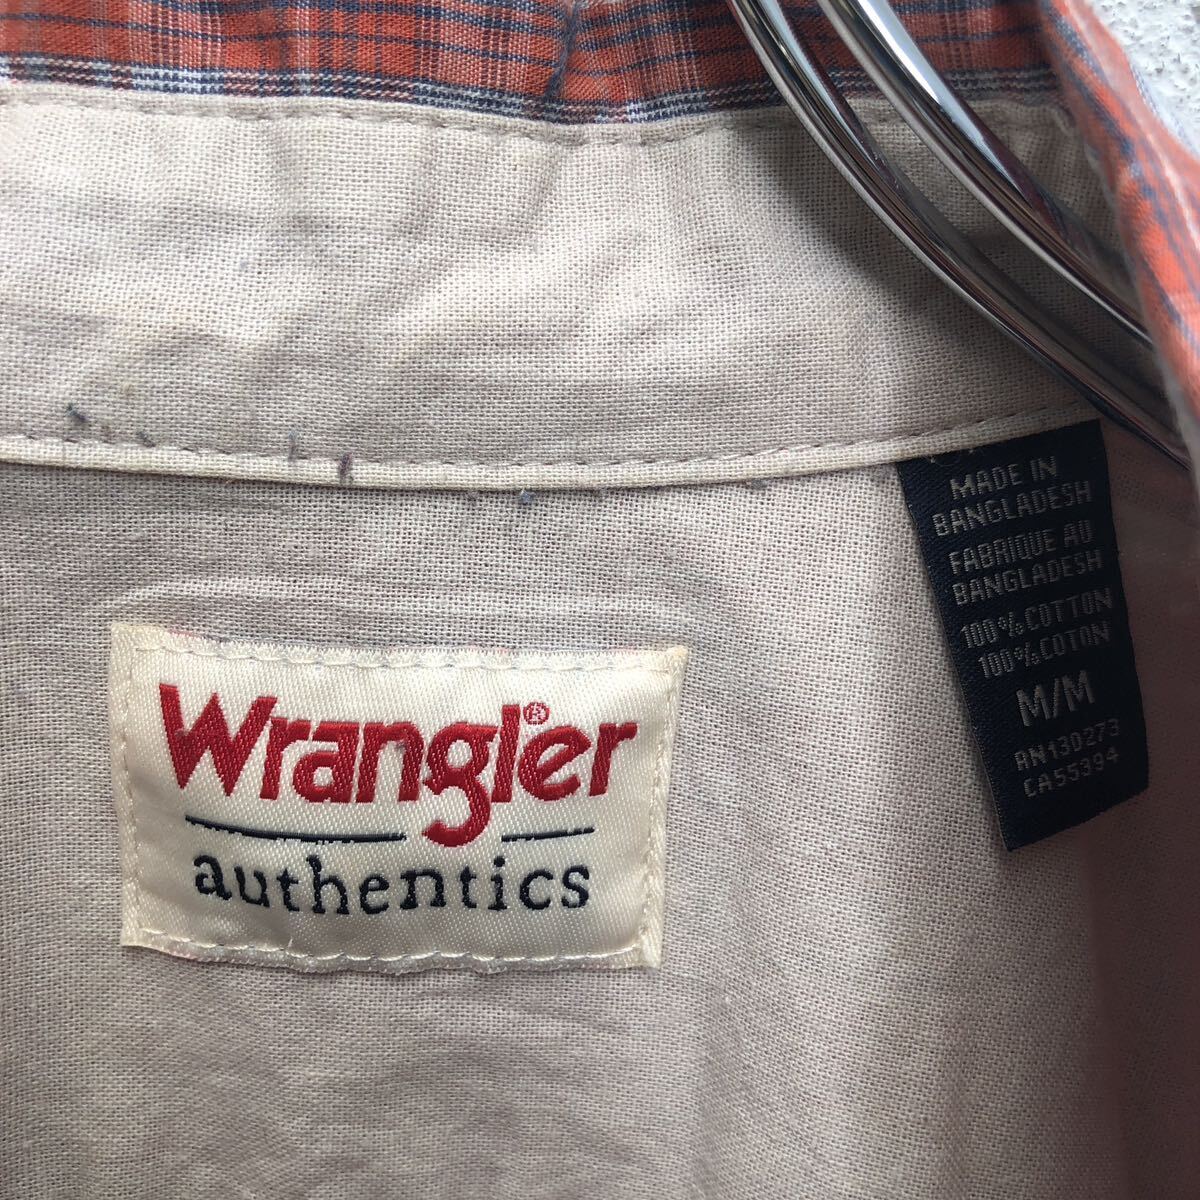 Wrangler®
authentics
MADE IN
BANGLADESH
FABRIQUE AU
BANGLADESH
100% COTTON
100% COTON
M/M
RN130273
CA55394